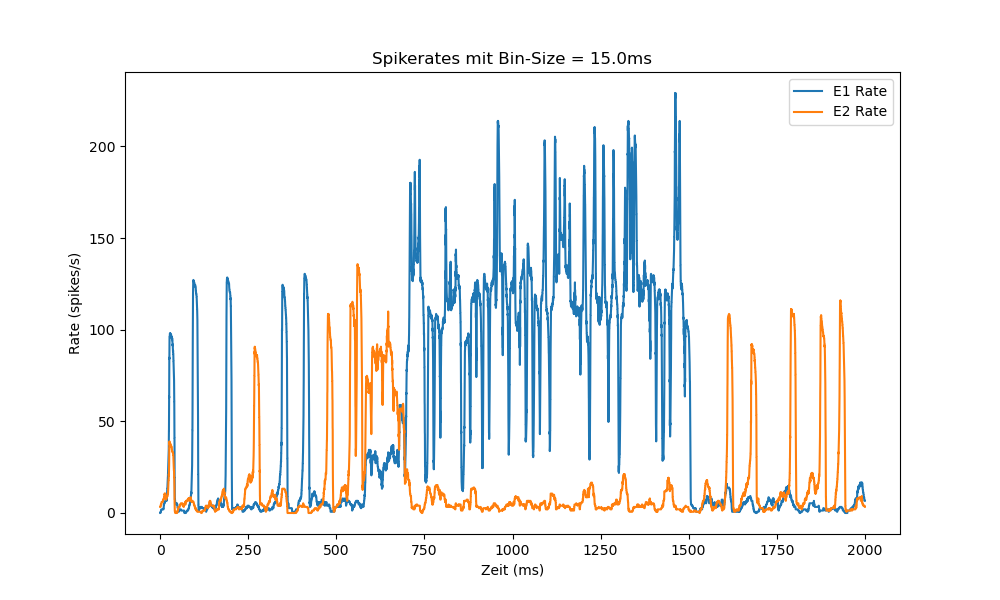 Spikerates mit Bin-Size = 15.0ms
E1 Rate
E2 Rate
Rate (spikes/s)
200
150
100
50
0
0 250 500 750 1000 1250 1500 1750 2000
Zeit (ms)